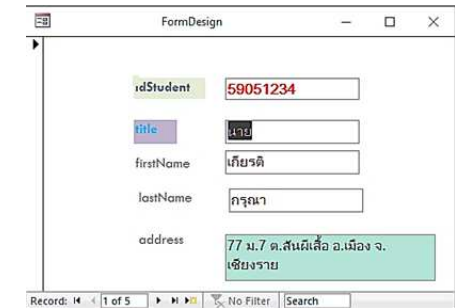 FormDesign
idStudent 59051234
title นาย
firstName เกียรติ
lastName กรุณา
address 77 ม.7 ต.สันผีเสื้อ อ.เมือง จ.
เชียงราย
Record: 1 of 5 No Filter Search